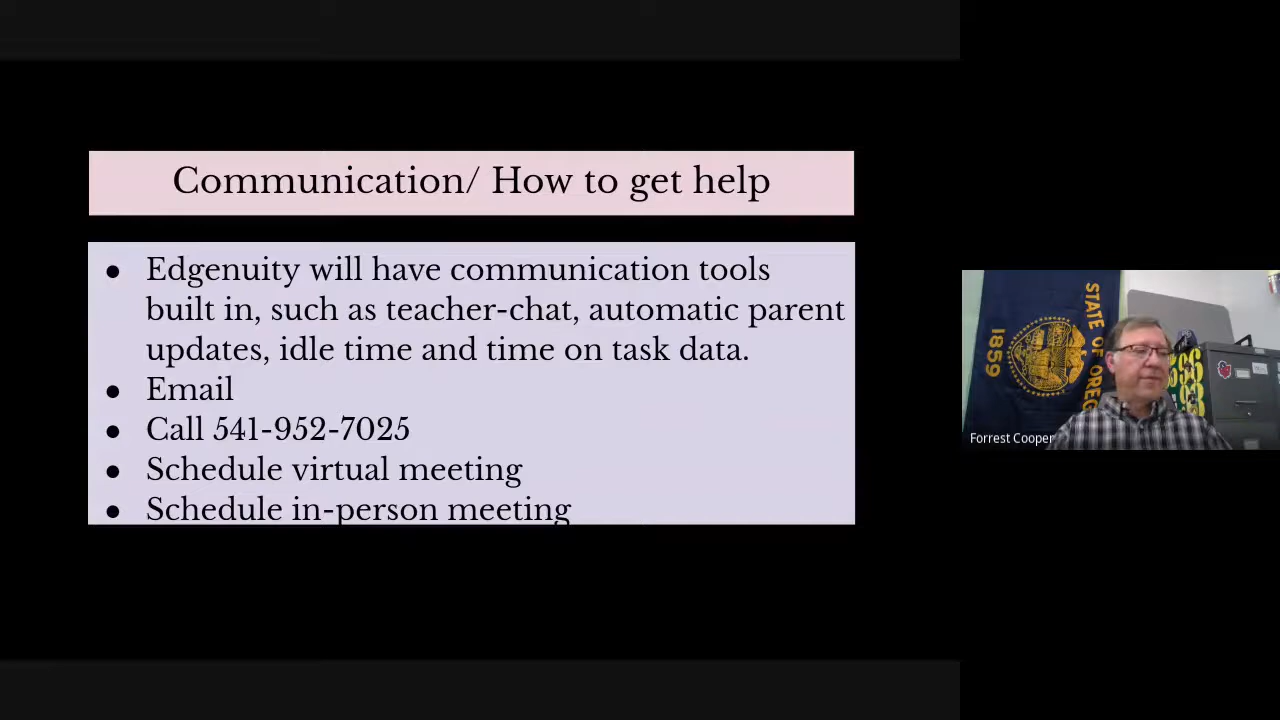 Communication/ How to get help
● Edgenuity will have communication tools
built in, such as teacher-chat, automatic parent
updates, idle time and time on task data.
● Email
● Call 541-952-7025
● Schedule virtual meeting
● Schedule in-person meeting
STATE OF OREG
1859
Forrest Cooper